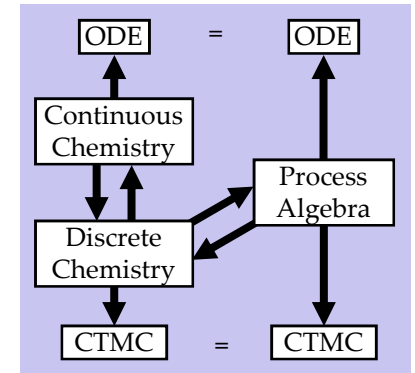 ODE = ODE
Continuous
Chemistry
Process
Algebra
Discrete
Chemistry
CTMC = CTMC